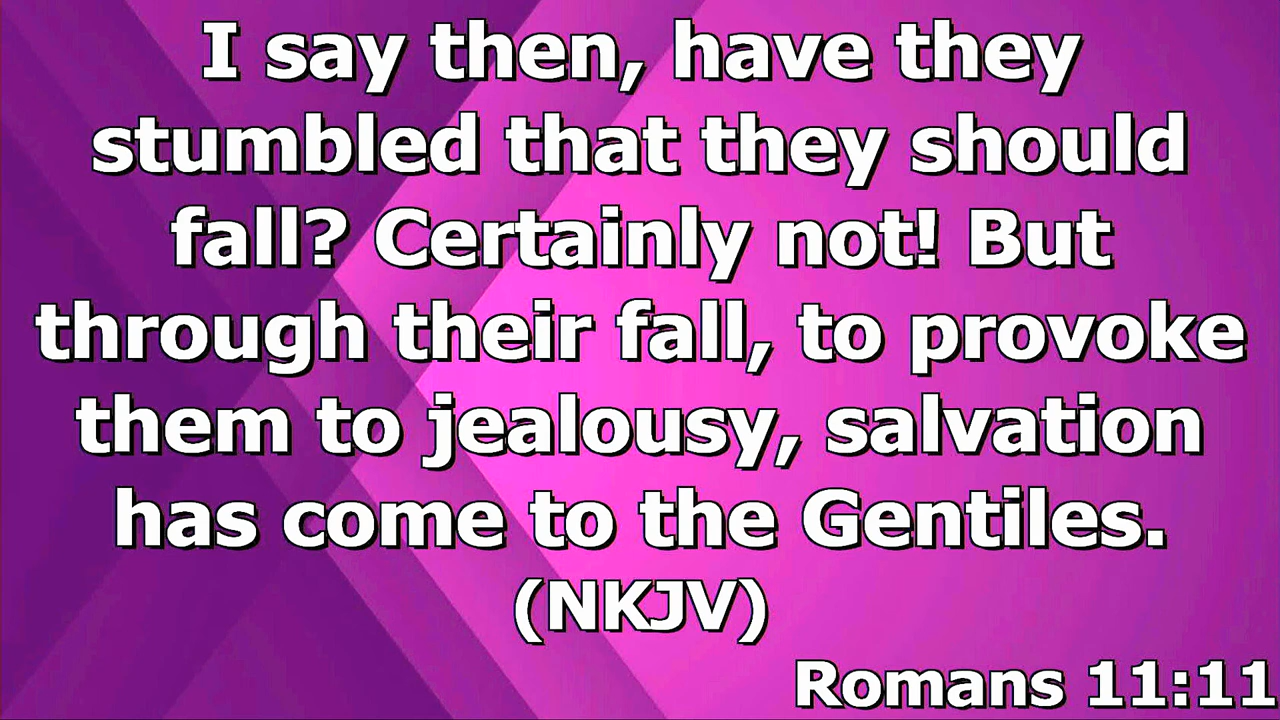 I say then, have they
stumbled that they should
fall? Certainly not! But
through their fall, to provoke
them to jealousy, salvation
has come to the Gentiles.
(NKJV)
Romans 11:11